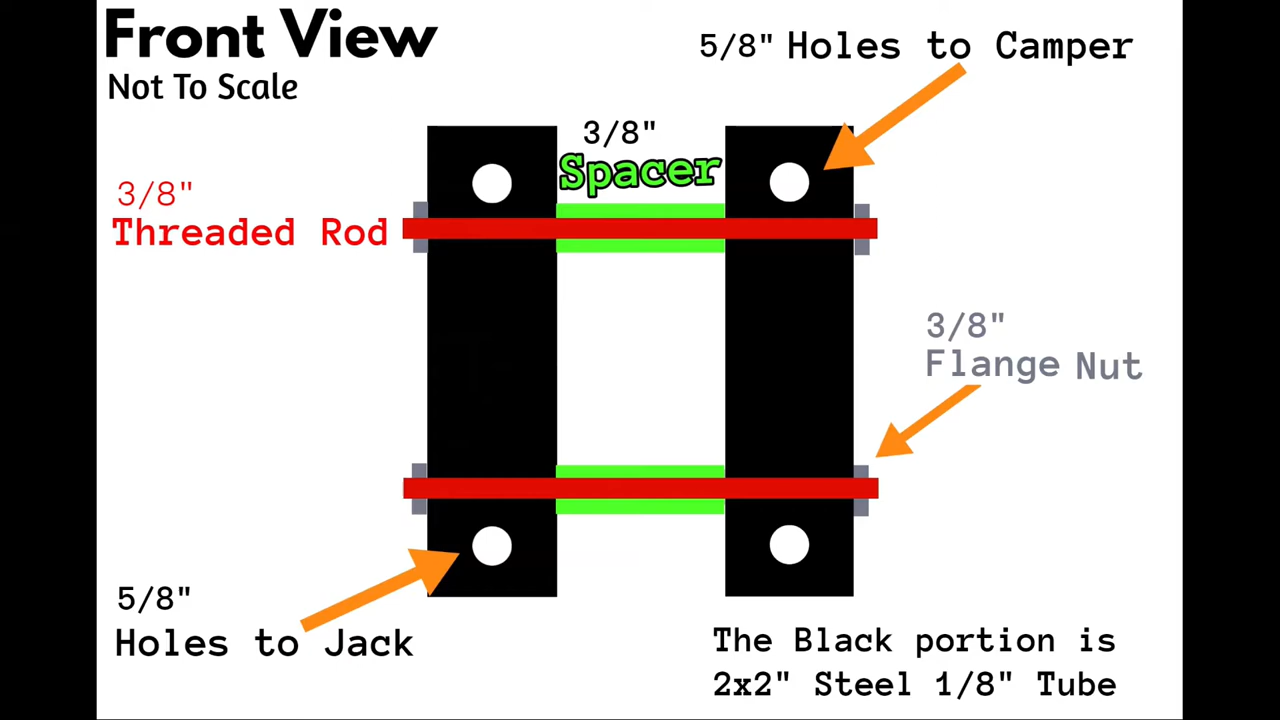 Front View
Not To Scale
5/8" Holes to Camper
3/8"
Spacer
3/8"
Threaded Rod
3/8"
Flange Nut
5/8"
Holes to Jack
The Black portion is
2x2" Steel 1/8" Tube